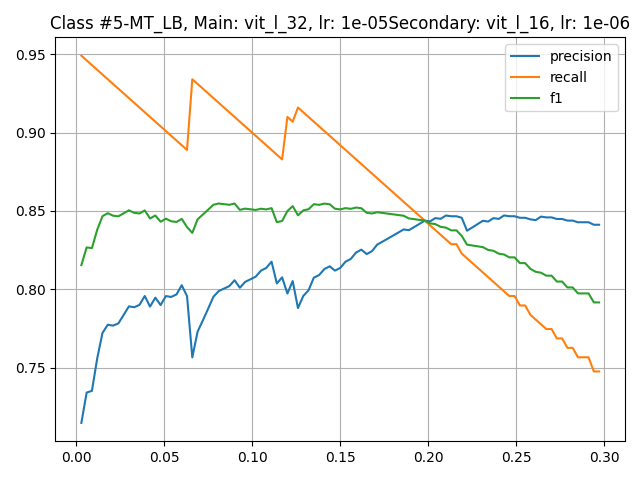 Class #5-MT_LB, Main: vit_l_32, lr: 1e-05Secondary: vit_l_16, lr: 1e-06
0.95
0.90
0.85
0.80
0.75
precision
recall
f1
0.00 0.05 0.10 0.15 0.20 0.25 0.30